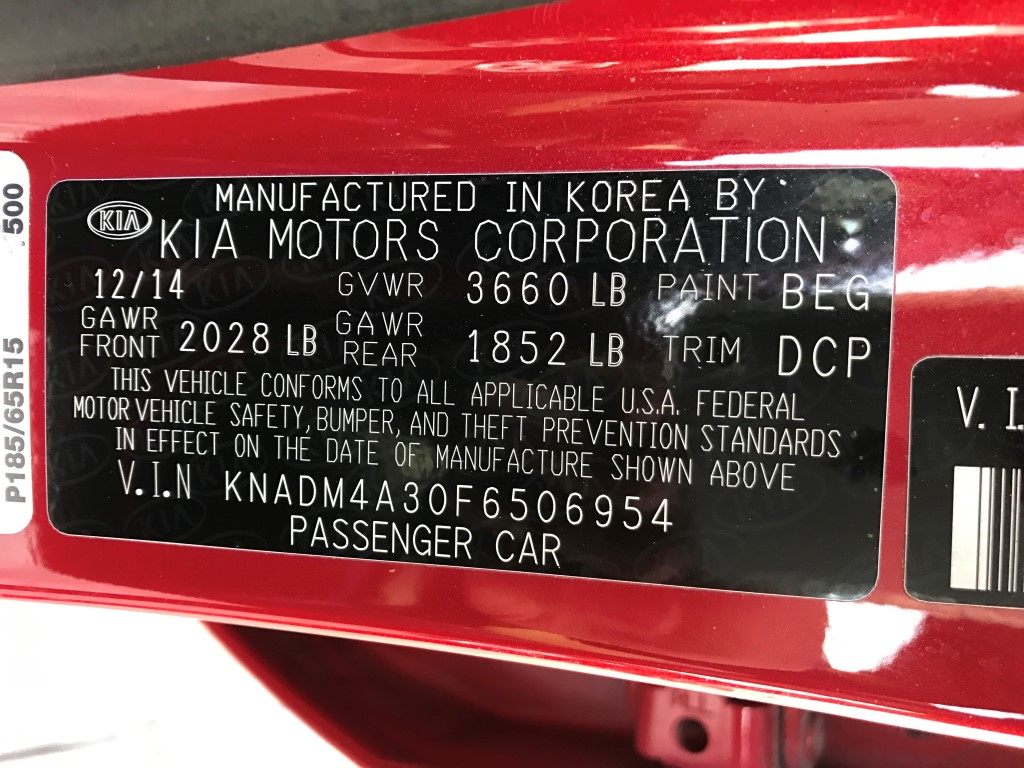 MANUFACTURED IN KOREA BY
KIA
KIA MOTORS CORPORATION
12/14 GVWR 3660 LB PAINT BEG
GAWR FRONT 2028 LB GAWR REAR 1852 LB TRIM DCP
THIS VEHICLE CONFORMS TO ALL APPLICABLE U.S.A. FEDERAL
MOTOR VEHICLE SAFETY, BUMPER, AND THEFT PREVENTION STANDARDS
IN EFFECT ON THE DATE OF MANUFACTURE SHOWN ABOVE
V.I.N KNADM4A30F6506954
PASSENGER CAR
P185/65R15
500
V.I.